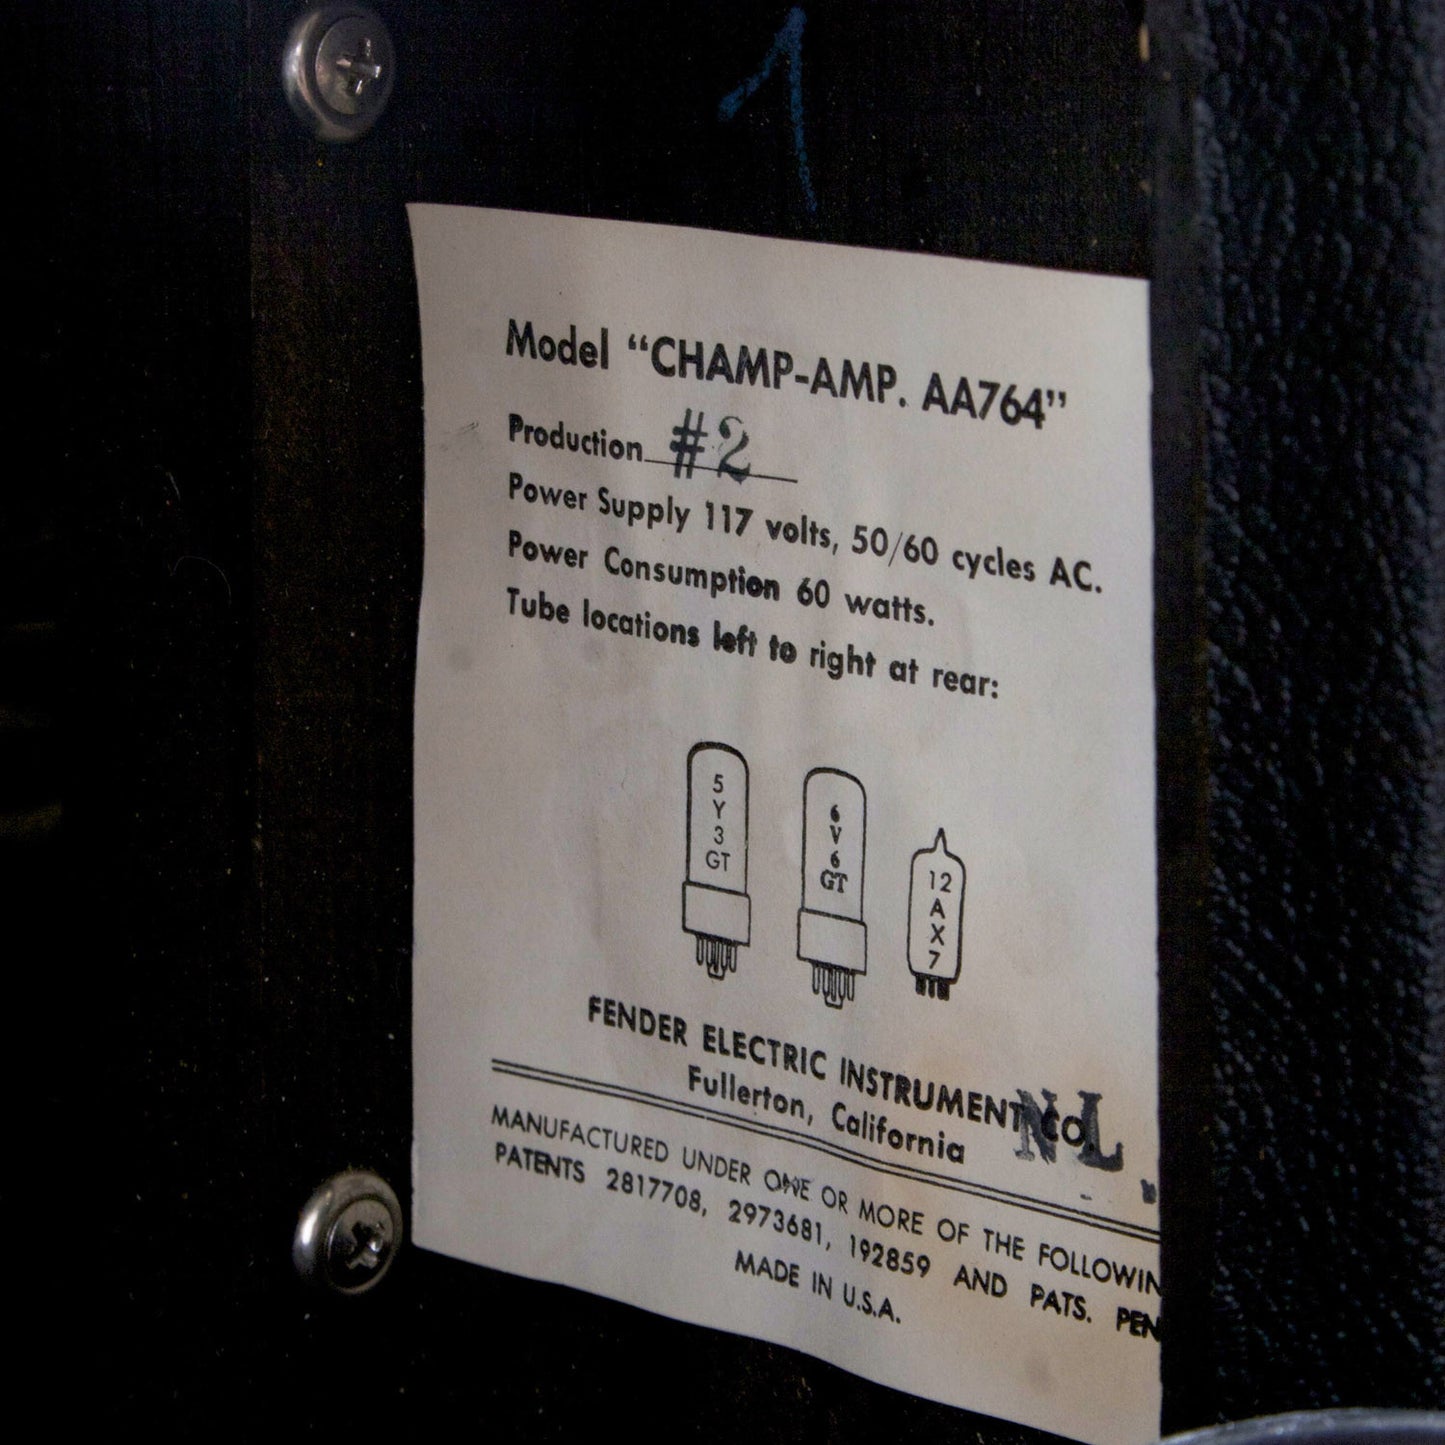 1
Model “CHAMP-AMP. AA764”
Production #2
Power Supply 117 volts, 50/60 cycles AC.
Power Consumption 60 watts.
Tube locations left to right at rear:
5
Y
3
GT
6
V
6
GT
12
A
X
7
FENDER ELECTRIC INSTRUMENT CO.
NL
Fullerton, California
MANUFACTURED UNDER ONE OR MORE OF THE FOLLOWIN
PATENTS 2817708, 2973681, 192859 AND PATS. PEN
MADE IN U.S.A.